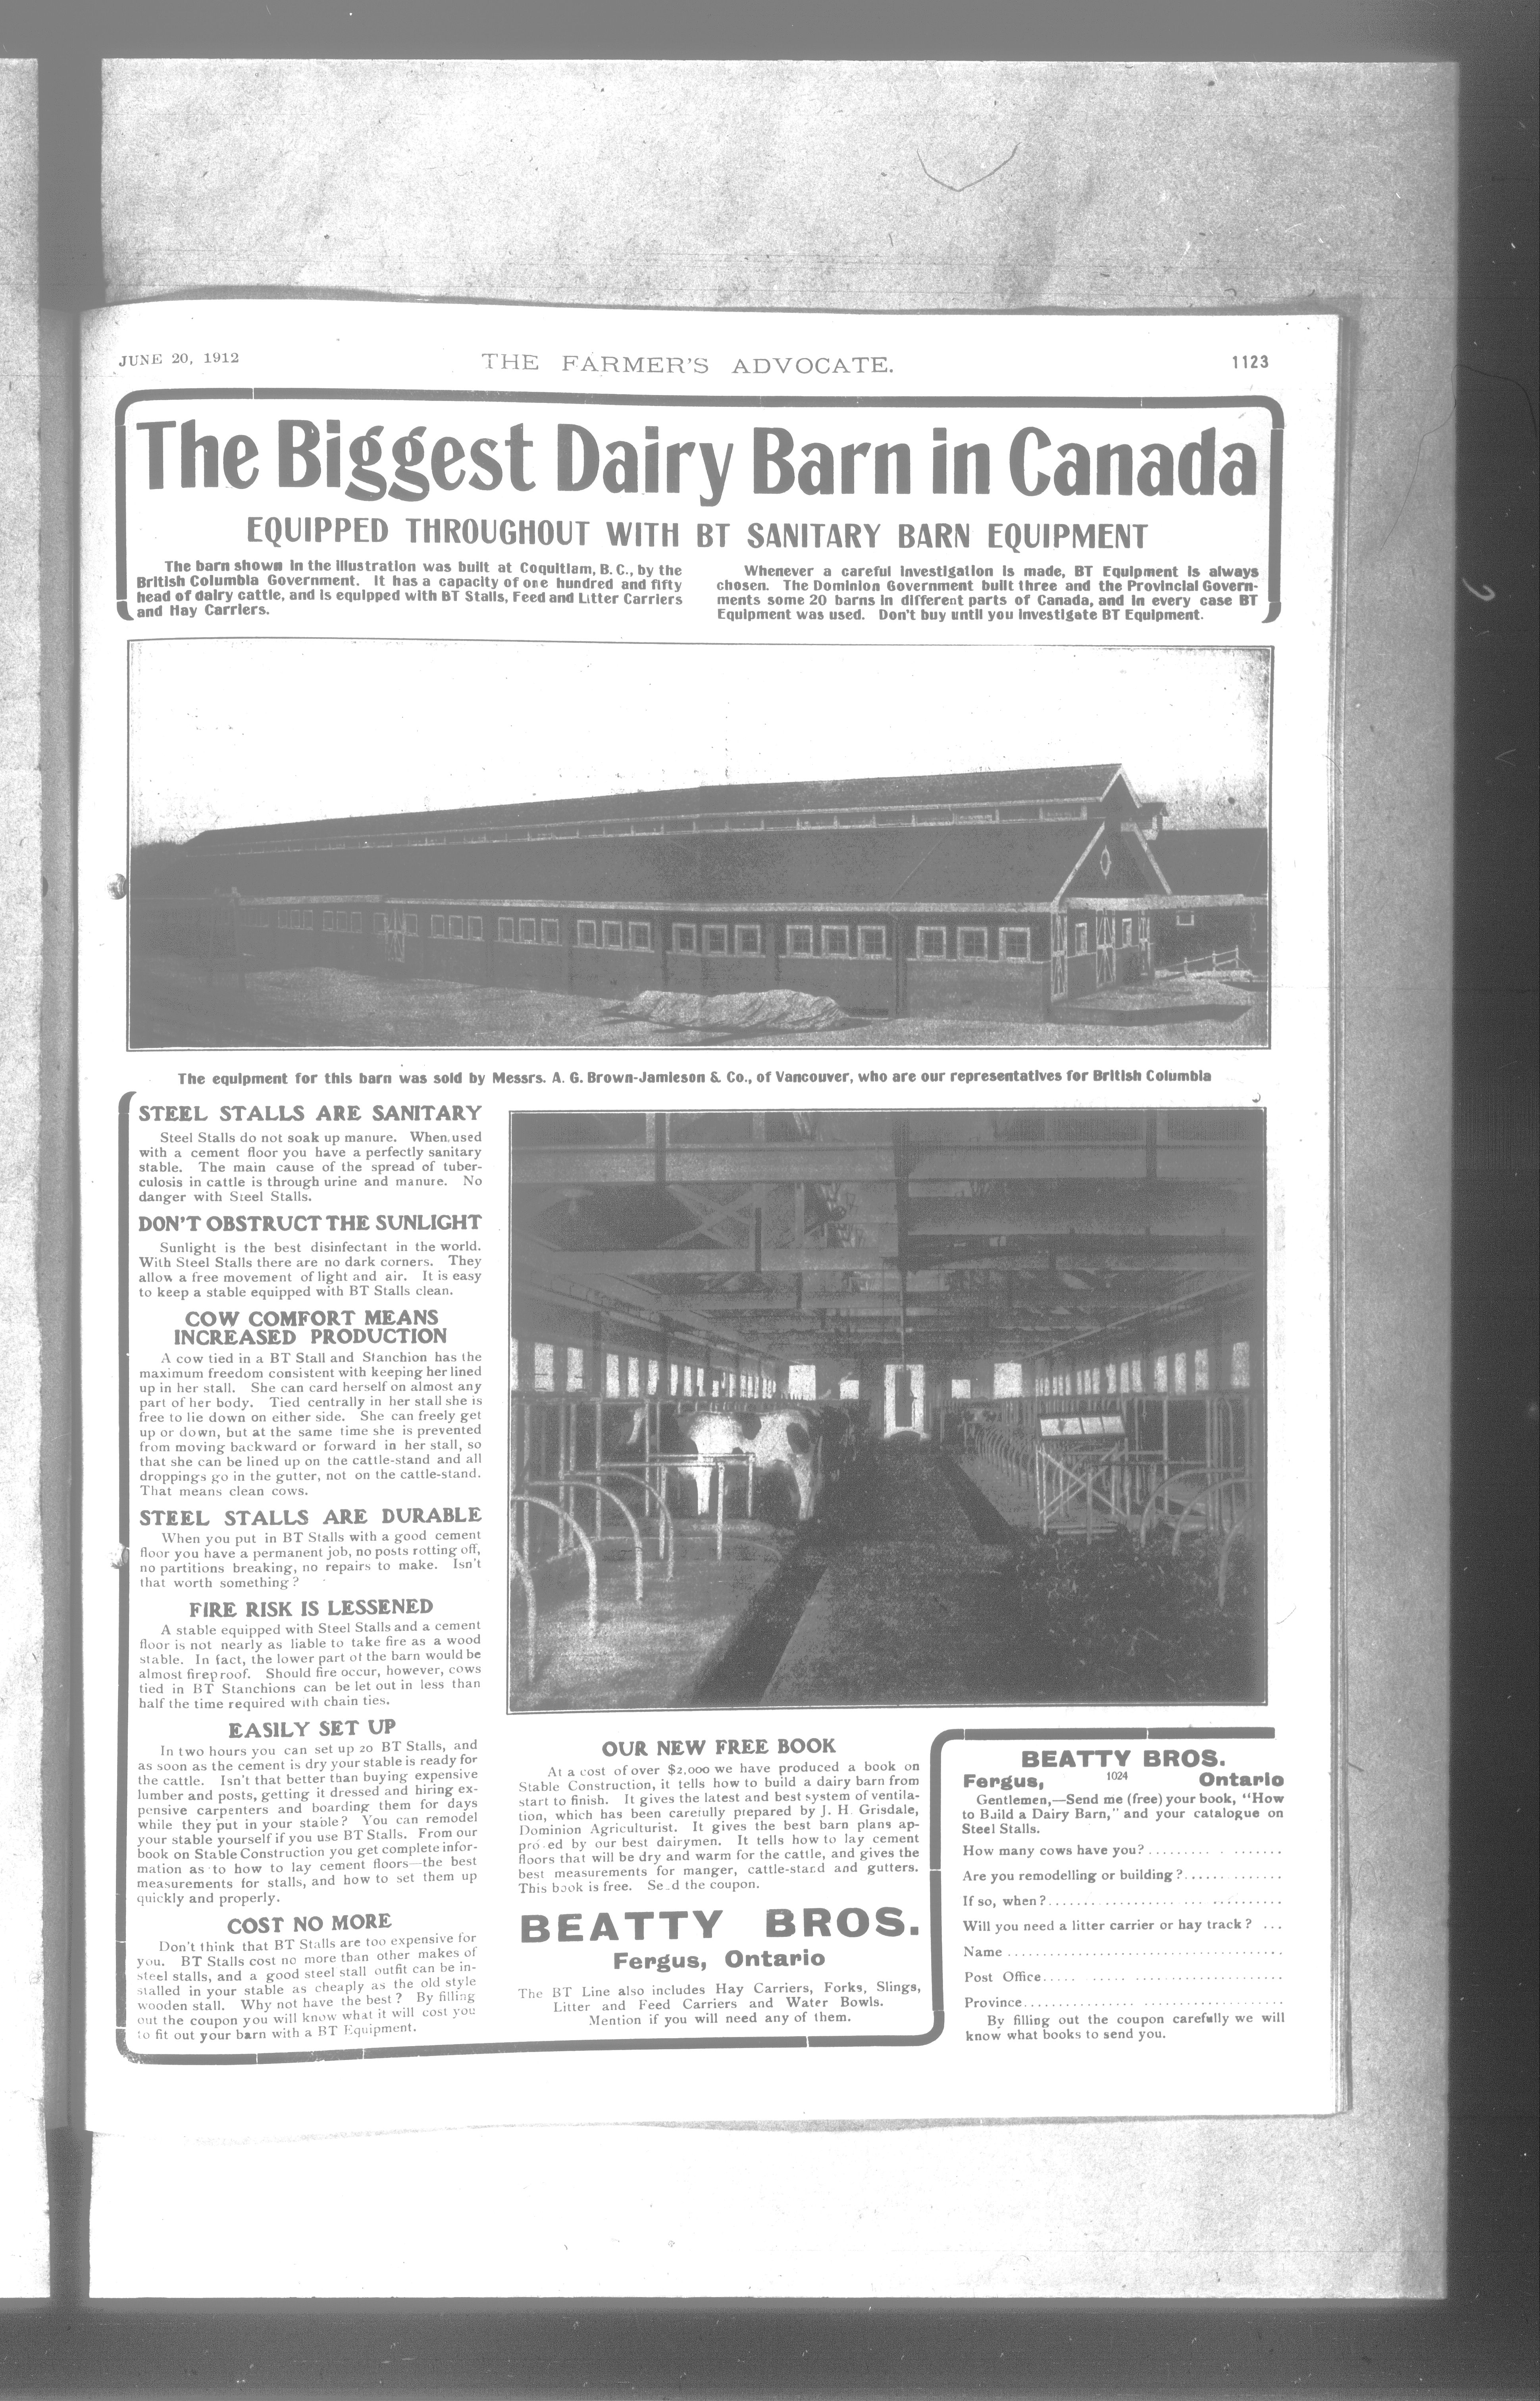 JUNE 20, 1912
THE FARMER'S ADVOCATE.
1123
The Biggest Dairy Barn in Canada
EQUIPPED THROUGHOUT WITH BT SANITARY BARN EQUIPMENT
The barn shown in the illustration was built at Coquitlam, B. C., by the
British Columbia Government. It has a capacity of one hundred and fifty
head of dairy cattle, and is equipped with BT Stalls, Feed and Litter Carriers
and Hay Carriers.
Whenever a careful investigation is made, BT Equipment is always
chosen. The Dominion Government built three and the Provincial Govern-
ments some 20 barns in different parts of Canada, and in every case BT
Equipment was used. Don't buy until you investigate BT Equipment.
The equipment for this barn was sold by Messrs. A. G. Brown-Jamieson & Co., of Vancouver, who are our representatives for British Columbia
STEEL STALLS ARE SANITARY
Steel Stalls do not soak up manure. When used
with a cement floor you have a perfectly sanitary
stable. The main cause of the spread of tuber-
culosis in cattle is through urine and manure. No
danger with Steel Stalls.
DON'T OBSTRUCT THE SUNLIGHT
Sunlight is the best disinfectant in the world.
With Steel Stalls there are no dark corners. They
allow a free movement of light and air. It is easy
to keep a stable equipped with BT Stalls clean.
COW COMFORT MEANS
INCREASED PRODUCTION
A cow tied in a BT Stall and Stanchion has the
maximum freedom consistent with keeping her lined
up in her stall. She can card herself on almost any
part of her body. Tied centrally in her stall she is
free to lie down on either side. She can freely get
up or down, but at the same time she is prevented
from moving backward or forward in her stall, so
that she can be lined up on the cattle-stand and all
droppings go in the gutter, not on the cattle-stand.
That means clean cows.
STEEL STALLS ARE DURABLE
When you put in BT Stalls with a good cement
floor you have a permanent job, no posts rotting off,
no partitions breaking, no repairs to make. Isn't
that worth something?
FIRE RISK IS LESSENED
A stable equipped with Steel Stalls and a cement
floor is not nearly as liable to take fire as a wood
stable. In fact, the lower part of the barn would be
almost fireproof. Should fire occur, however, cows
tied in BT Stanchions can be let out in less than
half the time required with chain ties.
EASILY SET UP
In two hours you can set up 20 BT Stalls, and
as soon as the cement is dry your stable is ready for
the cattle. Isn't that better than buying expensive
lumber and posts, getting it dressed and hiring ex-
pensive carpenters and boarding them for days
while they put in your stable? You can remodel
your stable yourself if you use BT Stalls. From our
book on Stable Construction you get complete infor-
mation as to how to lay cement floors—the best
measurements for stalls, and how to set them up
quickly and properly.
COST NO MORE
Don't think that BT Stalls are too expensive for
you. BT Stalls cost no more than other makes of
steel stalls, and a good steel stall outfit can be in-
stalled in your stable as cheaply as the old style
wooden stall. Why not have the best? By filling
out the coupon you will know what it will cost you
to fit out your barn with a BT Equipment.
OUR NEW FREE BOOK
At a cost of over $2,000 we have produced a book on
Stable Construction, it tells how to build a dairy barn from
start to finish. It gives the latest and best system of ventila-
tion, which has been carefully prepared by J. H. Grisdale,
Dominion Agriculturist. It gives the best barn plans ap-
proved by our best dairymen. It tells how to lay cement
floors that will be dry and warm for the cattle, and gives the
best measurements for manger, cattle-stand and gutters.
This book is free. Send the coupon.
BEATTY BROS.
Fergus, Ontario
The BT Line also includes Hay Carriers, Forks, Slings,
Litter and Feed Carriers and Water Bowls.
Mention if you will need any of them.
BEATTY BROS.
Fergus, 1024 Ontario
Gentlemen,—Send me (free) your book, "How
to Build a Dairy Barn," and your catalogue on
Steel Stalls.
How many cows have you?
Are you remodelling or building?
If so, when?
Will you need a litter carrier or hay track?
Name
Post Office
Province
By filling out the coupon carefully we will
know what books to send you.